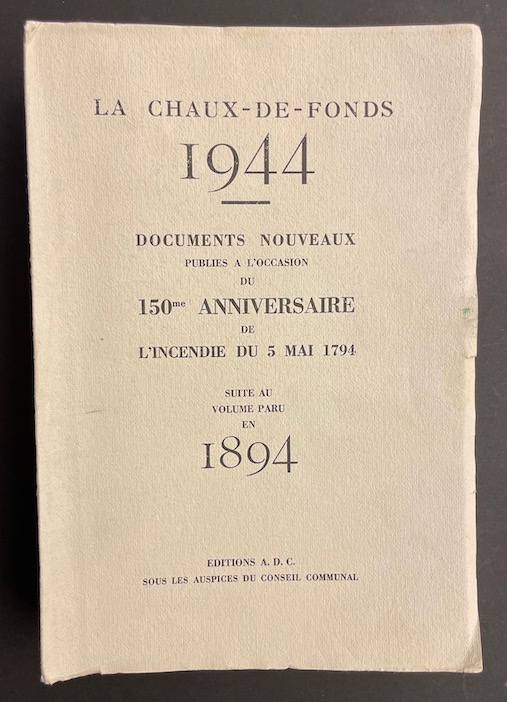 LA CHAUX-DE-FONDS
1944
DOCUMENTS NOUVEAUX
PUBLIES A L'OCCASION
DU
150me ANNIVERSAIRE
DE
L'INCENDIE DU 5 MAI 1794
SUITE AU
VOLUME PARU
EN
1894
EDITIONS A. D. C.
SOUS LES AUSPICES DU CONSEIL COMMUNAL